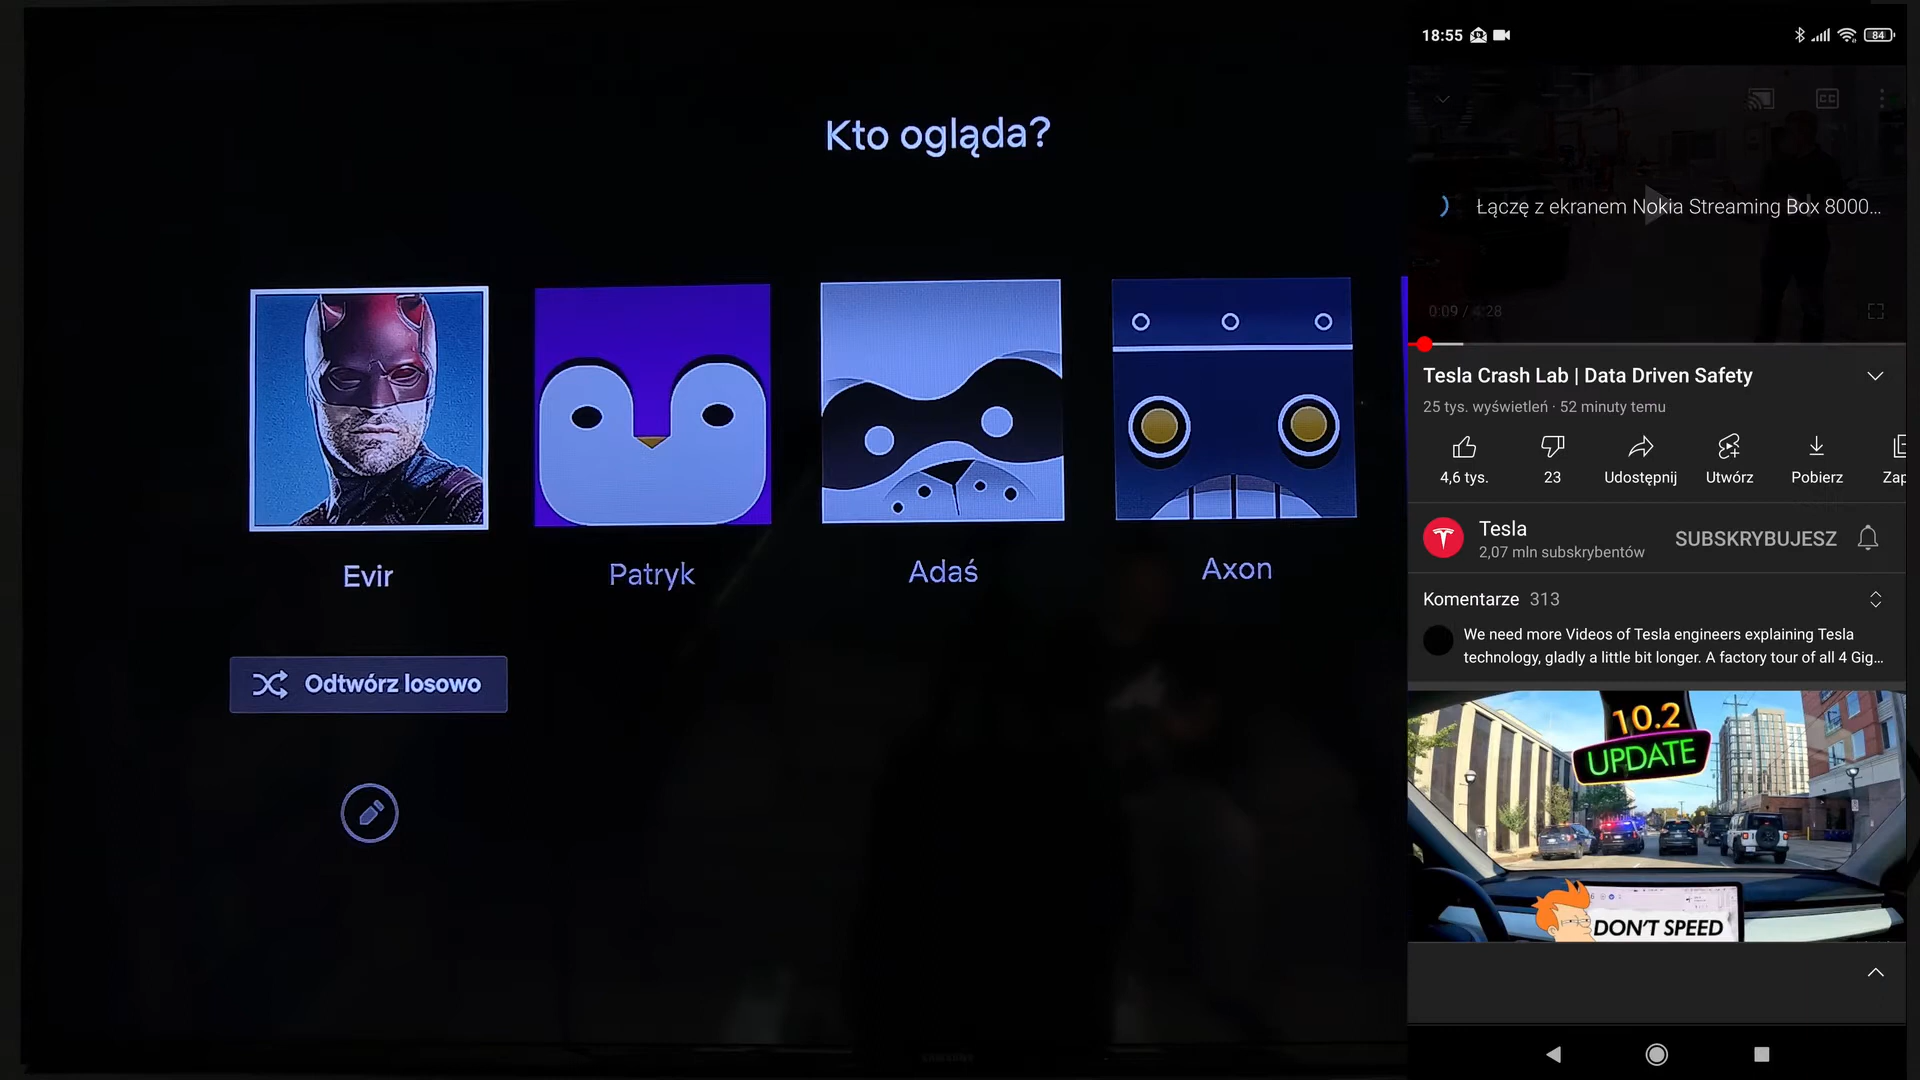 Kto ogląda?
Evir
Patryk
Adaś
Axon
Odtwórz losowo
SAMSUNG
18:55
84
CC
Łączę z ekranem Nokia Streaming Box 8000...
0:09 / 4:28
Tesla Crash Lab | Data Driven Safety
25 tys. wyświetleń · 52 minuty temu
4,6 tys.
23
Udostępnij
Utwórz
Pobierz
Zap
Tesla
2,07 mln subskrybentów
SUBSKRYBUJESZ
Komentarze 313
We need more Videos of Tesla engineers explaining Tesla
technology, gladly a little bit longer. A factory tour of all 4 Gig...
10.2
UPDATE
DON'T SPEED